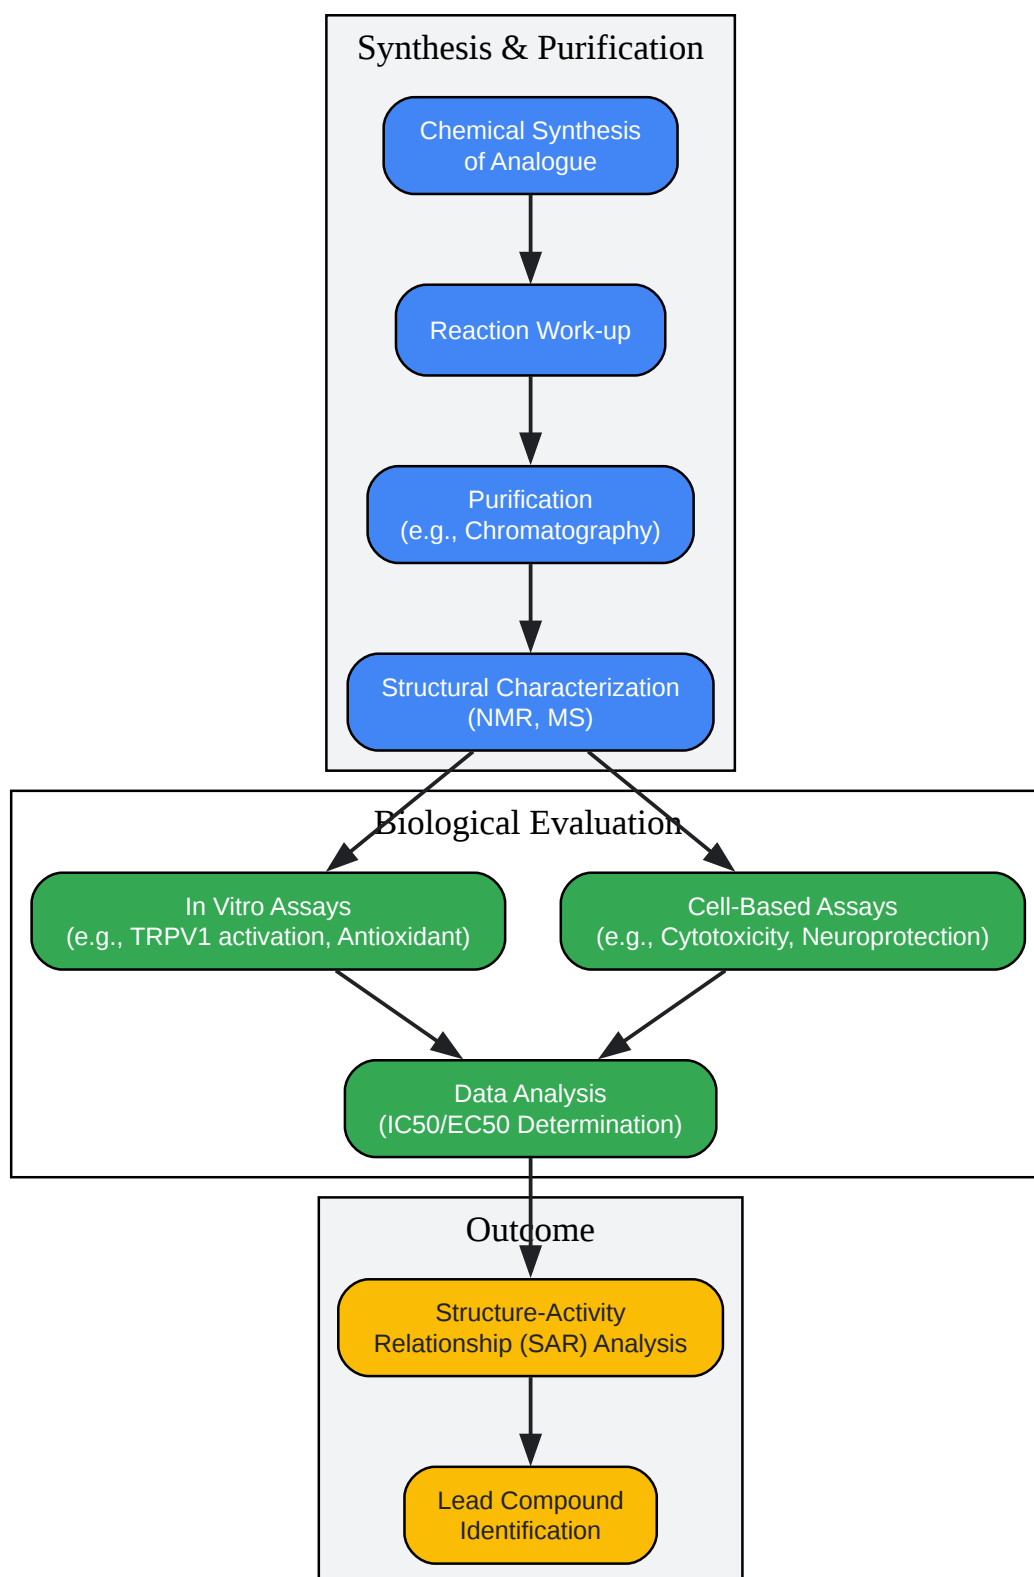 Synthesis & Purification
Chemical Synthesis
of Analogue
Reaction Work-up
Purification
(e.g., Chromatography)
Structural Characterization
(NMR, MS)
Biological Evaluation
In Vitro Assays
(e.g., TRPV1 activation, Antioxidant)
Cell-Based Assays
(e.g., Cytotoxicity, Neuroprotection)
Data Analysis
(IC50/EC50 Determination)
Outcome
Structure-Activity
Relationship (SAR) Analysis
Lead Compound
Identification